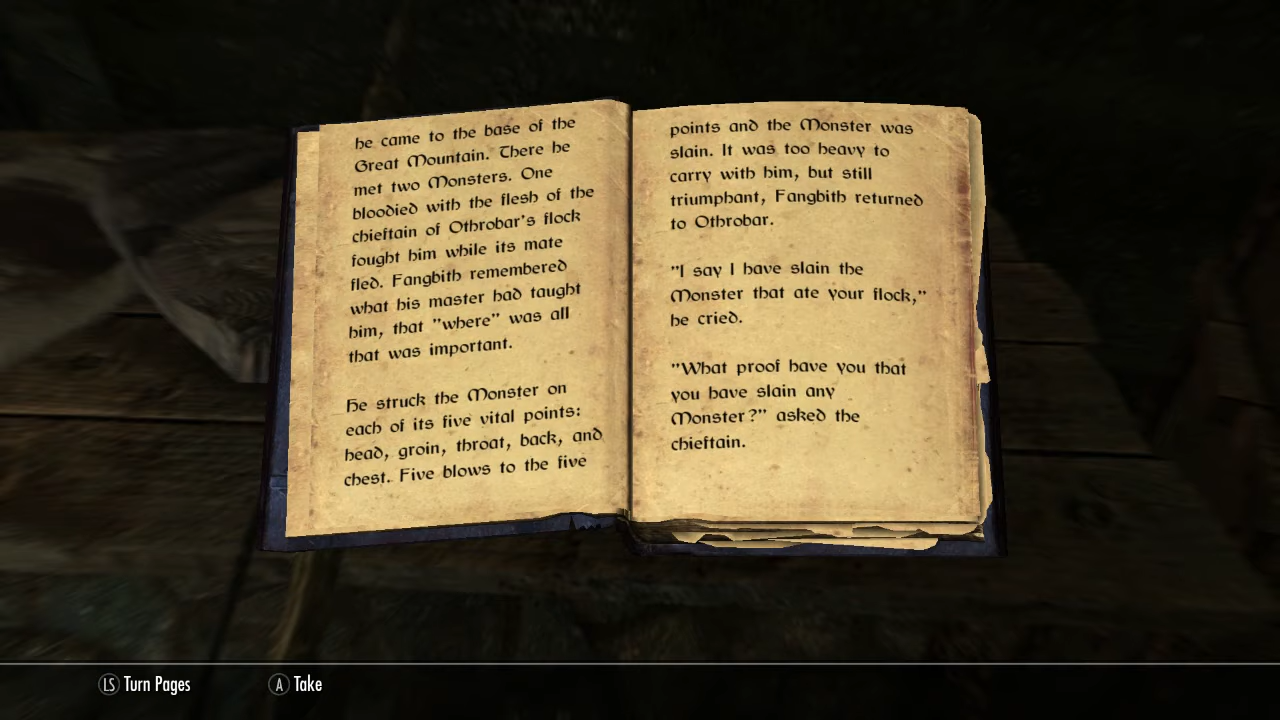 he came to the base of the
Great Mountain. There he
met two Monsters. One
bloodied with the flesh of the
chieftain of Othrobar's flock
fought him while its mate
fled. Fangbith remembered
what his master had taught
him, that "where" was all
that was important.
He struck the Monster on
each of its five vital points:
head, groin, throat, back, and
chest. Five blows to the five
points and the Monster was
slain. It was too heavy to
carry with him, but still
triumphant, Fangbith returned
to Othrobar.
"I say I have slain the
Monster that ate your flock,"
he cried.
"What proof have you that
you have slain any
Monster?" asked the
chieftain.
LS Turn Pages
A Take